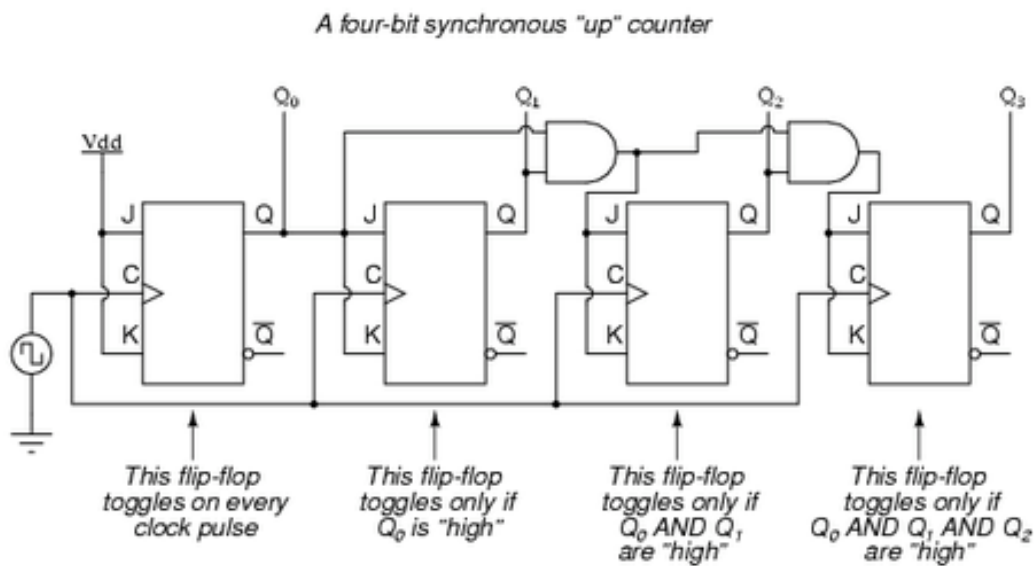 A four-bit synchronous "up" counter
Q0 Q1 Q2 Q3
Vdd
J Q J Q J Q J Q
C C C C
K Q̅ K Q̅ K Q̅ K Q̅
This flip-flop
toggles on every
clock pulse
This flip-flop
toggles only if
Q0 is "high"
This flip-flop
toggles only if
Q0 AND Q1
are "high"
This flip-flop
toggles only if
Q0 AND Q1 AND Q2
are "high"